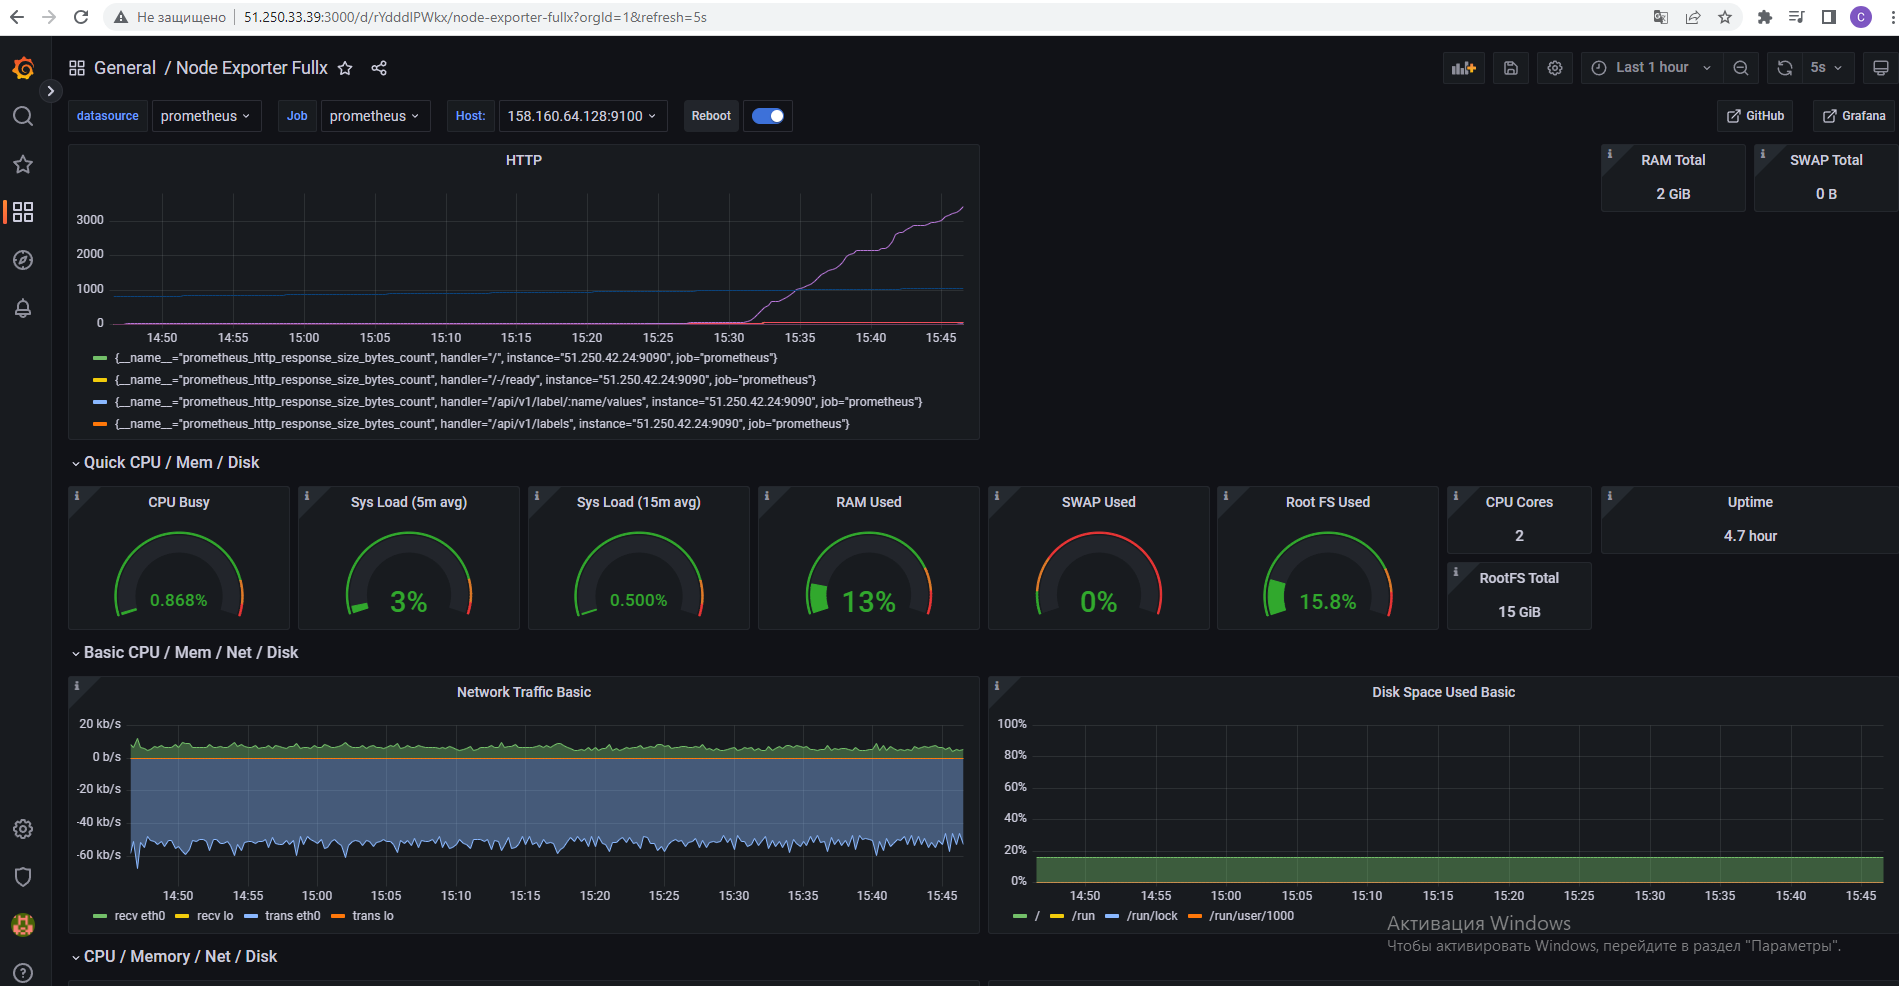 Не защищено 51.250.33.39:3000/d/rYdddlPWkx/node-exporter-fullx?orgId=1&refresh=5s C
General / Node Exporter Fullx Last 1 hour 5s
datasource prometheus Job prometheus Host: 158.160.64.128:9100 Reboot GitHub Grafana
HTTP
3000
2000
1000
0
14:50 14:55 15:00 15:05 15:10 15:15 15:20 15:25 15:30 15:35 15:40 15:45
{__name__="prometheus_http_response_size_bytes_count", handler="/", instance="51.250.42.24:9090", job="prometheus"}
{__name__="prometheus_http_response_size_bytes_count", handler="/-/ready", instance="51.250.42.24:9090", job="prometheus"}
{__name__="prometheus_http_response_size_bytes_count", handler="/api/v1/label/:name/values", instance="51.250.42.24:9090", job="prometheus"}
{__name__="prometheus_http_response_size_bytes_count", handler="/api/v1/labels", instance="51.250.42.24:9090", job="prometheus"}
RAM Total
2 GiB
SWAP Total
0 B
Quick CPU / Mem / Disk
CPU Busy
0.868%
Sys Load (5m avg)
3%
Sys Load (15m avg)
0.500%
RAM Used
13%
SWAP Used
0%
Root FS Used
15.8%
CPU Cores
2
RootFS Total
15 GiB
Uptime
4.7 hour
Basic CPU / Mem / Net / Disk
Network Traffic Basic
20 kb/s
0 b/s
-20 kb/s
-40 kb/s
-60 kb/s
14:50 14:55 15:00 15:05 15:10 15:15 15:20 15:25 15:30 15:35 15:40 15:45
recv eth0 recv lo trans eth0 trans lo
Disk Space Used Basic
100%
80%
60%
40%
20%
0%
14:50 14:55 15:00 15:05 15:10 15:15 15:20 15:25 15:30 15:35 15:40 15:45
/ /run /run/lock /run/user/1000
Активация Windows
Чтобы активировать Windows, перейдите в раздел "Параметры".
CPU / Memory / Net / Disk